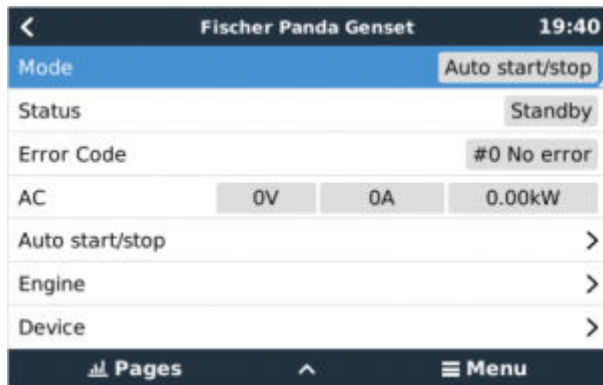 Fischer Panda Genset 19:40
Mode Auto start/stop
Status Standby
Error Code #0 No error
AC 0V 0A 0.00kW
Auto start/stop
Engine
Device
Pages Menu